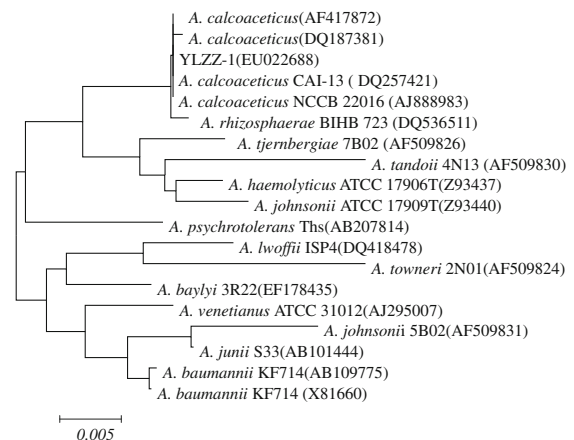 A. calcoaceticus(AF417872)
A. calcoaceticus(DQ187381)
YLZZ-1(EU022688)
A. calcoaceticus CAI-13 ( DQ257421)
A. calcoaceticus NCCB 22016 (AJ888983)
A. rhizosphaerae BIHB 723 (DQ536511)
A. tjernbergiae 7B02 (AF509826)
A. tandoii 4N13 (AF509830)
A. haemolyticus ATCC 17906T(Z93437)
A. johnsonii ATCC 17909T(Z93440)
A. psychrotolerans Ths(AB207814)
A. lwoffii ISP4(DQ418478)
A. towneri 2N01(AF509824)
A. baylyi 3R22(EF178435)
A. venetianus ATCC 31012(AJ295007)
A. johnsonii 5B02(AF509831)
A. junii S33(AB101444)
A. baumannii KF714(AB109775)
A. baumannii KF714 (X81660)
0.005